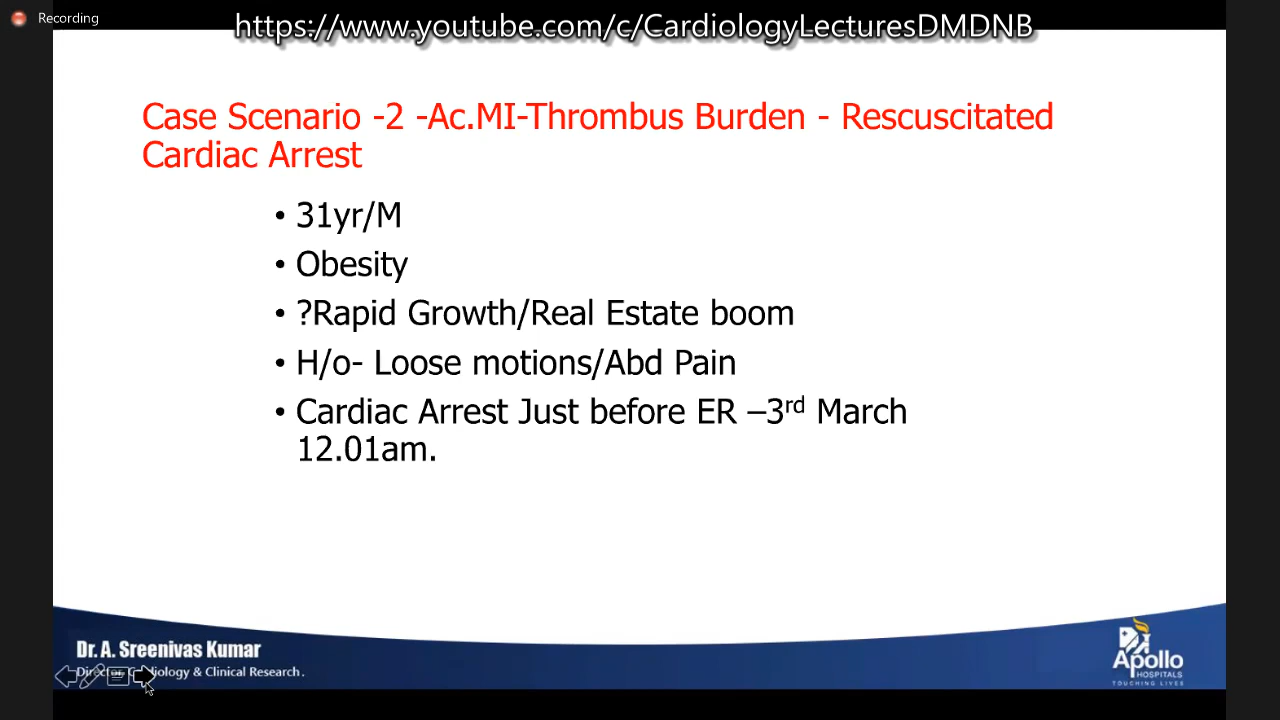 Recording
https://www.youtube.com/c/CardiologyLecturesDMDNB
Case Scenario -2 -Ac.MI-Thrombus Burden - Rescuscitated
Cardiac Arrest
• 31yr/M
• Obesity
• ?Rapid Growth/Real Estate boom
• H/o- Loose motions/Abd Pain
• Cardiac Arrest Just before ER –3rd March
12.01am.
Dr. A. Sreenivas Kumar
Director Cardiology & Clinical Research.
Apollo
HOSPITALS
TOUCHING LIVES